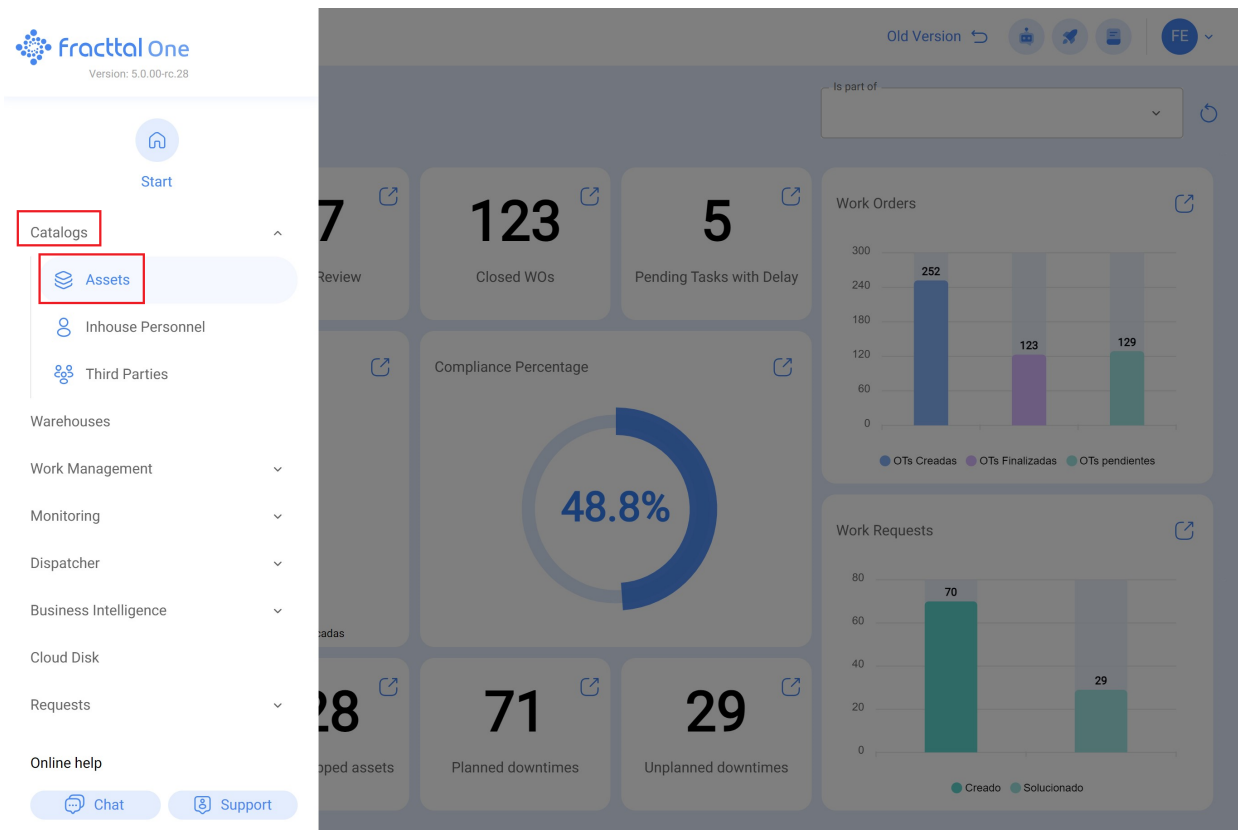 fracttal One
Version: 5.0.00-rc.28
Old Version
FE
Is part of
Start
Catalogs
Assets
Inhouse Personnel
Third Parties
Warehouses
Work Management
Monitoring
Dispatcher
Business Intelligence
Cloud Disk
Requests
Online help
Chat
Support
7
Review
123
Closed WOs
5
Pending Tasks with Delay
Compliance Percentage
48.8%
cadas
28
pped assets
71
Planned downtimes
29
Unplanned downtimes
Work Orders
300
240
180
120
60
0
252
123
129
OTs Creadas OTs Finalizadas OTs pendientes
Work Requests
80
60
40
20
0
70
29
Creado Solucionado